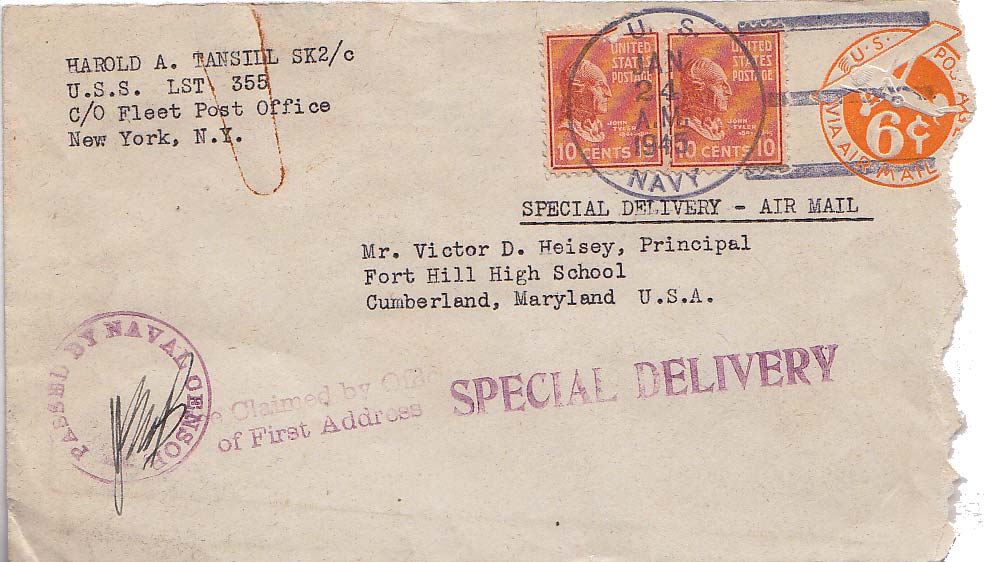 HAROLD A. TANSILL SK2/c
U.S.S. LST 355
C/O Fleet Post Office
New York, N.Y.
UNITED
STATES
POSTAGE
JOHN
TYLER
10 CENTS 10
UNITED
STATES
POSTAGE
JOHN
TYLER
10 CENTS 10
U. S.
JAN
24
A.M.
1945
NAVY
U.S. POSTAGE
6¢
VIA AIR MAIL
SPECIAL DELIVERY - AIR MAIL
Mr. Victor D. Heisey, Principal
Fort Hill High School
Cumberland, Maryland U.S.A.
PASSED BY NAVAL CENSOR
Claimed by Office
of First Address
SPECIAL DELIVERY